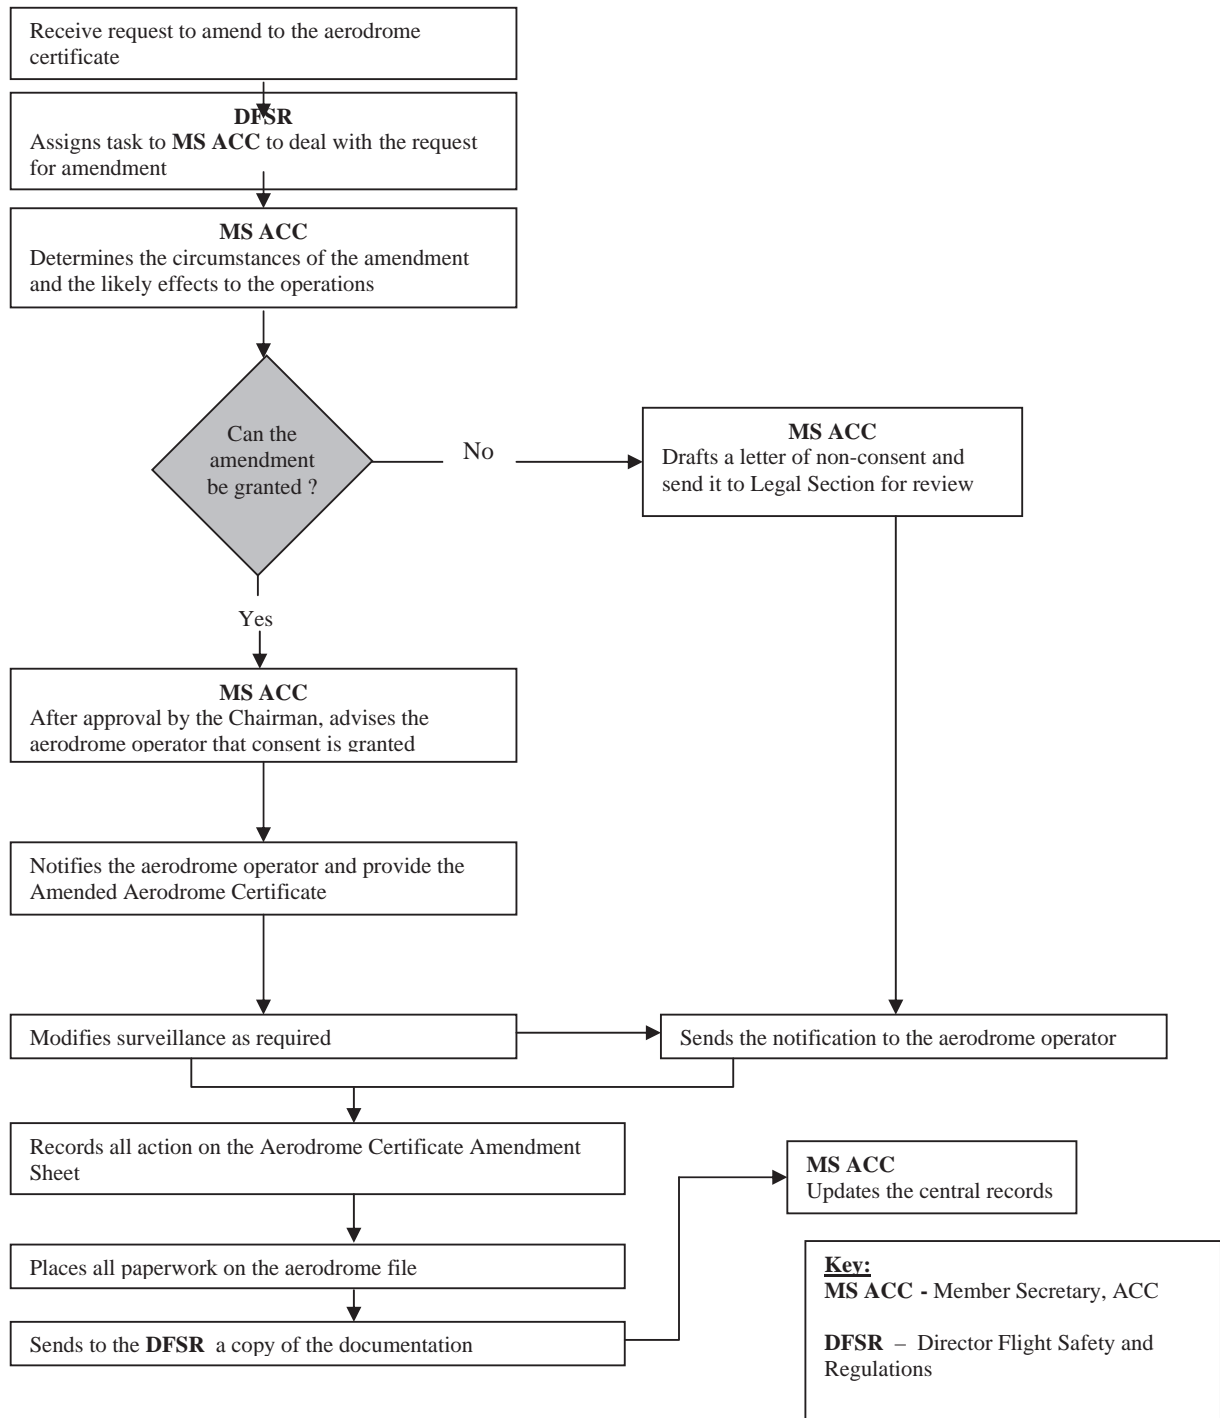 Receive request to amend to the aerodrome
certificate
DFSR
Assigns task to MS ACC to deal with the request
for amendment
MS ACC
Determines the circumstances of the amendment
and the likely effects to the operations
Can the
amendment
be granted ?
No
MS ACC
Drafts a letter of non-consent and
send it to Legal Section for review
Yes
MS ACC
After approval by the Chairman, advises the
aerodrome operator that consent is granted
Notifies the aerodrome operator and provide the
Amended Aerodrome Certificate
Modifies surveillance as required
Sends the notification to the aerodrome operator
Records all action on the Aerodrome Certificate Amendment
Sheet
MS ACC
Updates the central records
Places all paperwork on the aerodrome file
Sends to the DFSR a copy of the documentation
Key:
MS ACC - Member Secretary, ACC
DFSR – Director Flight Safety and
Regulations